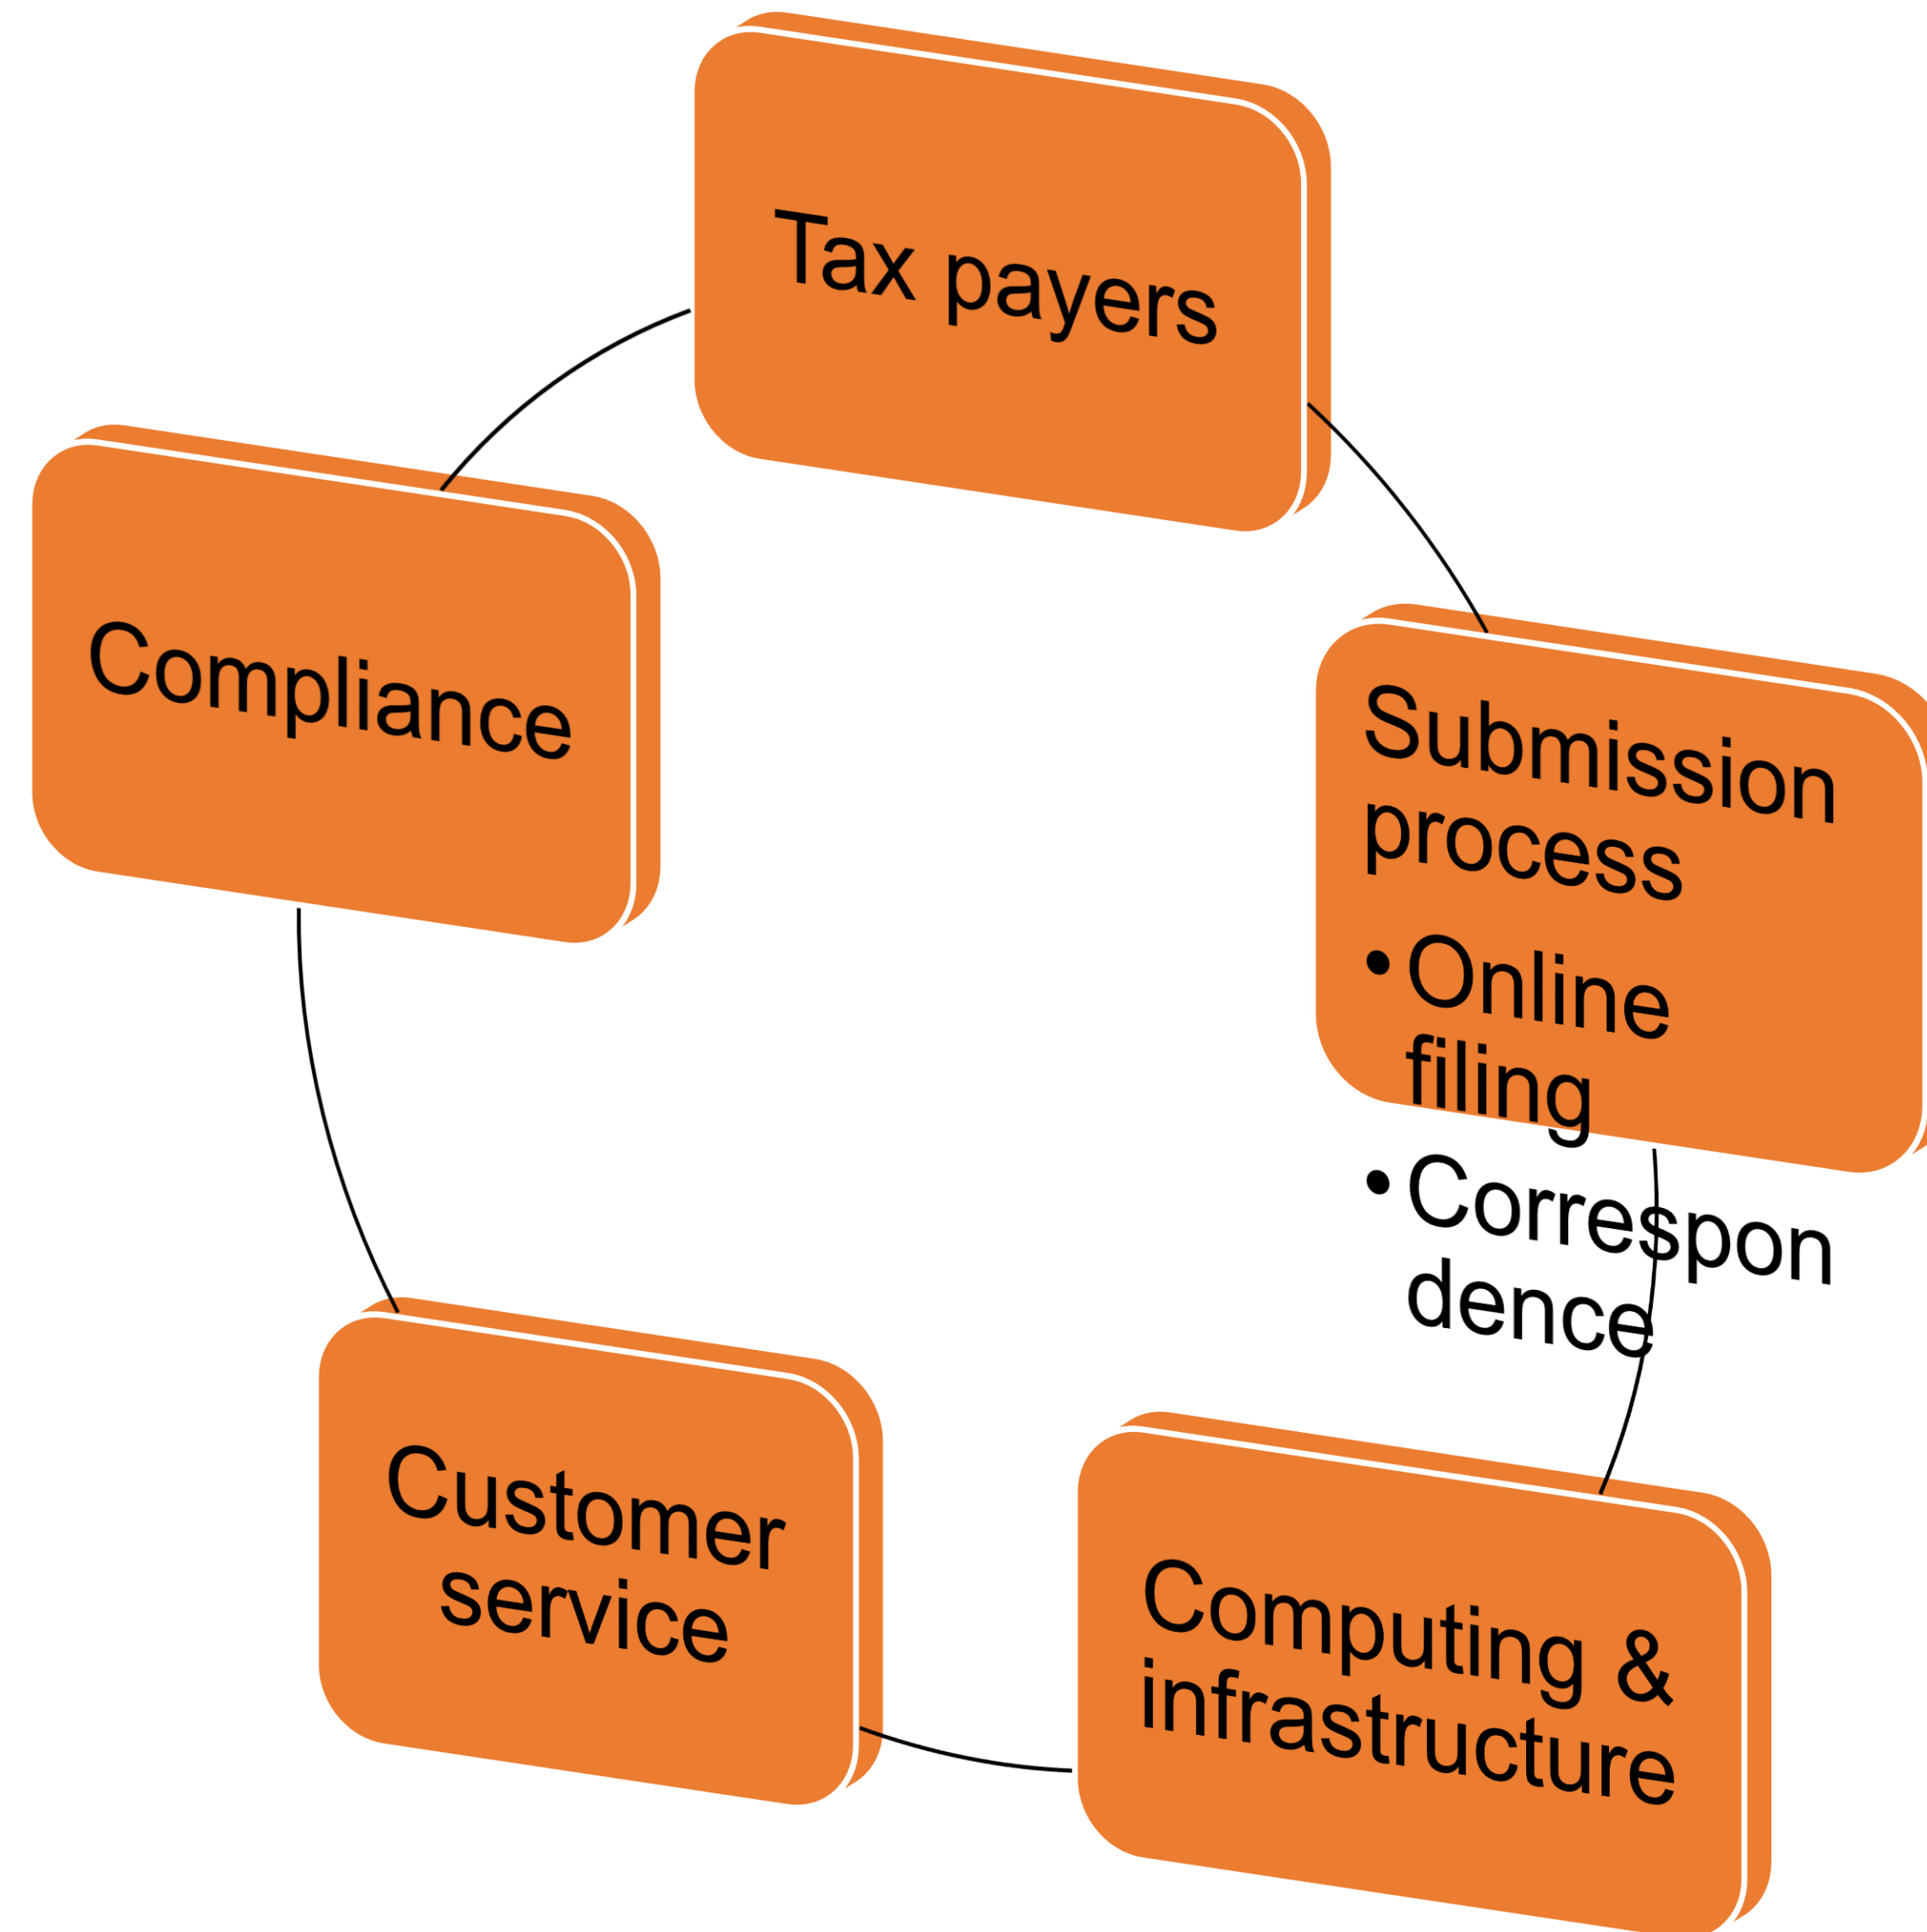 Tax payers
Compliance
Submission
process
• Online
filing
• Correspon
dence
Customer
service
Computing &
infrastructure